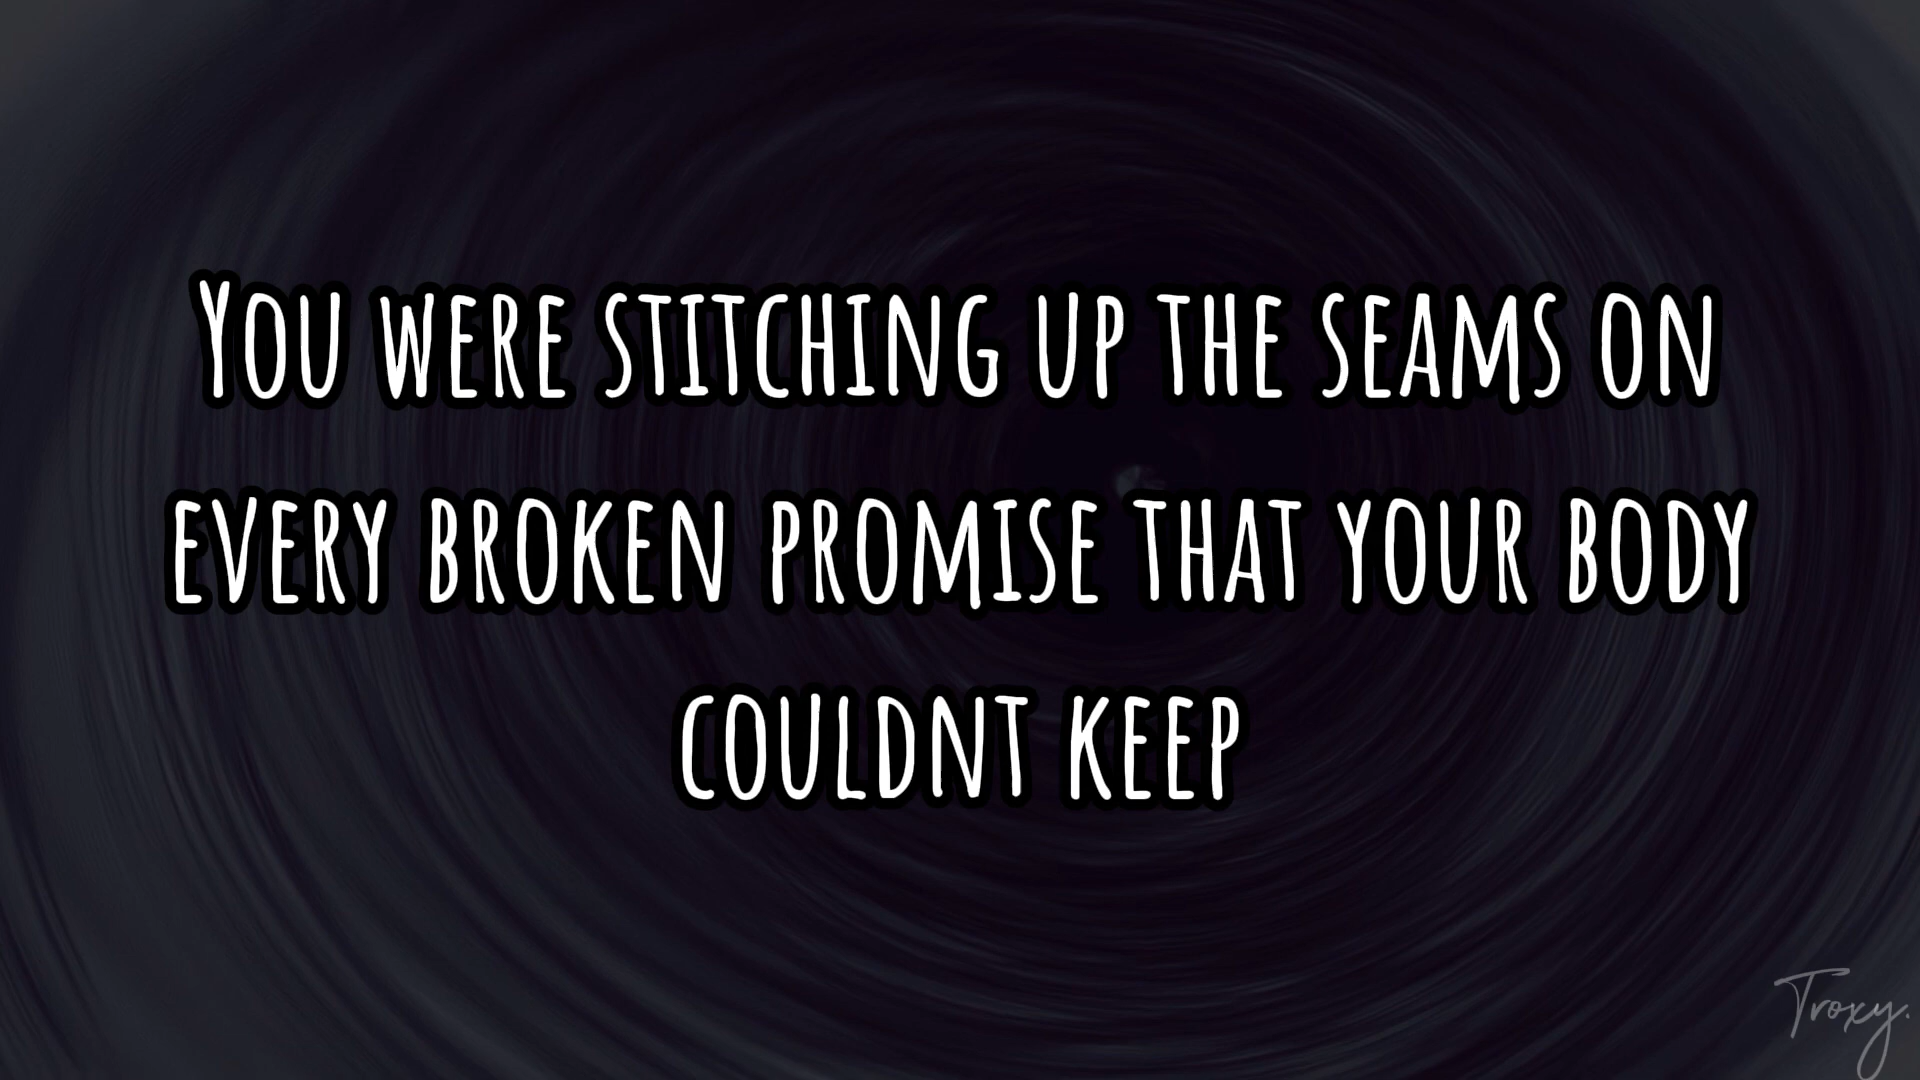 You were stitching up the seams on
every broken promise that your body
couldnt keep
Troxy.